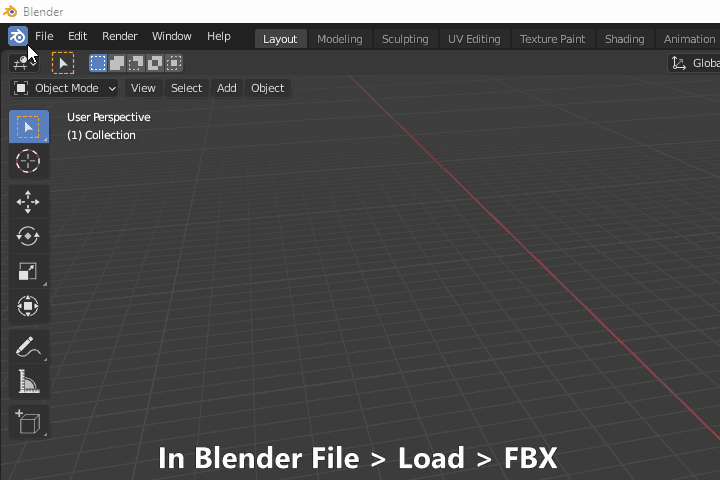 Blender
File Edit Render Window Help Layout Modeling Sculpting UV Editing Texture Paint Shading Animation
Globa
Object Mode View Select Add Object
User Perspective
(1) Collection
In Blender File > Load > FBX